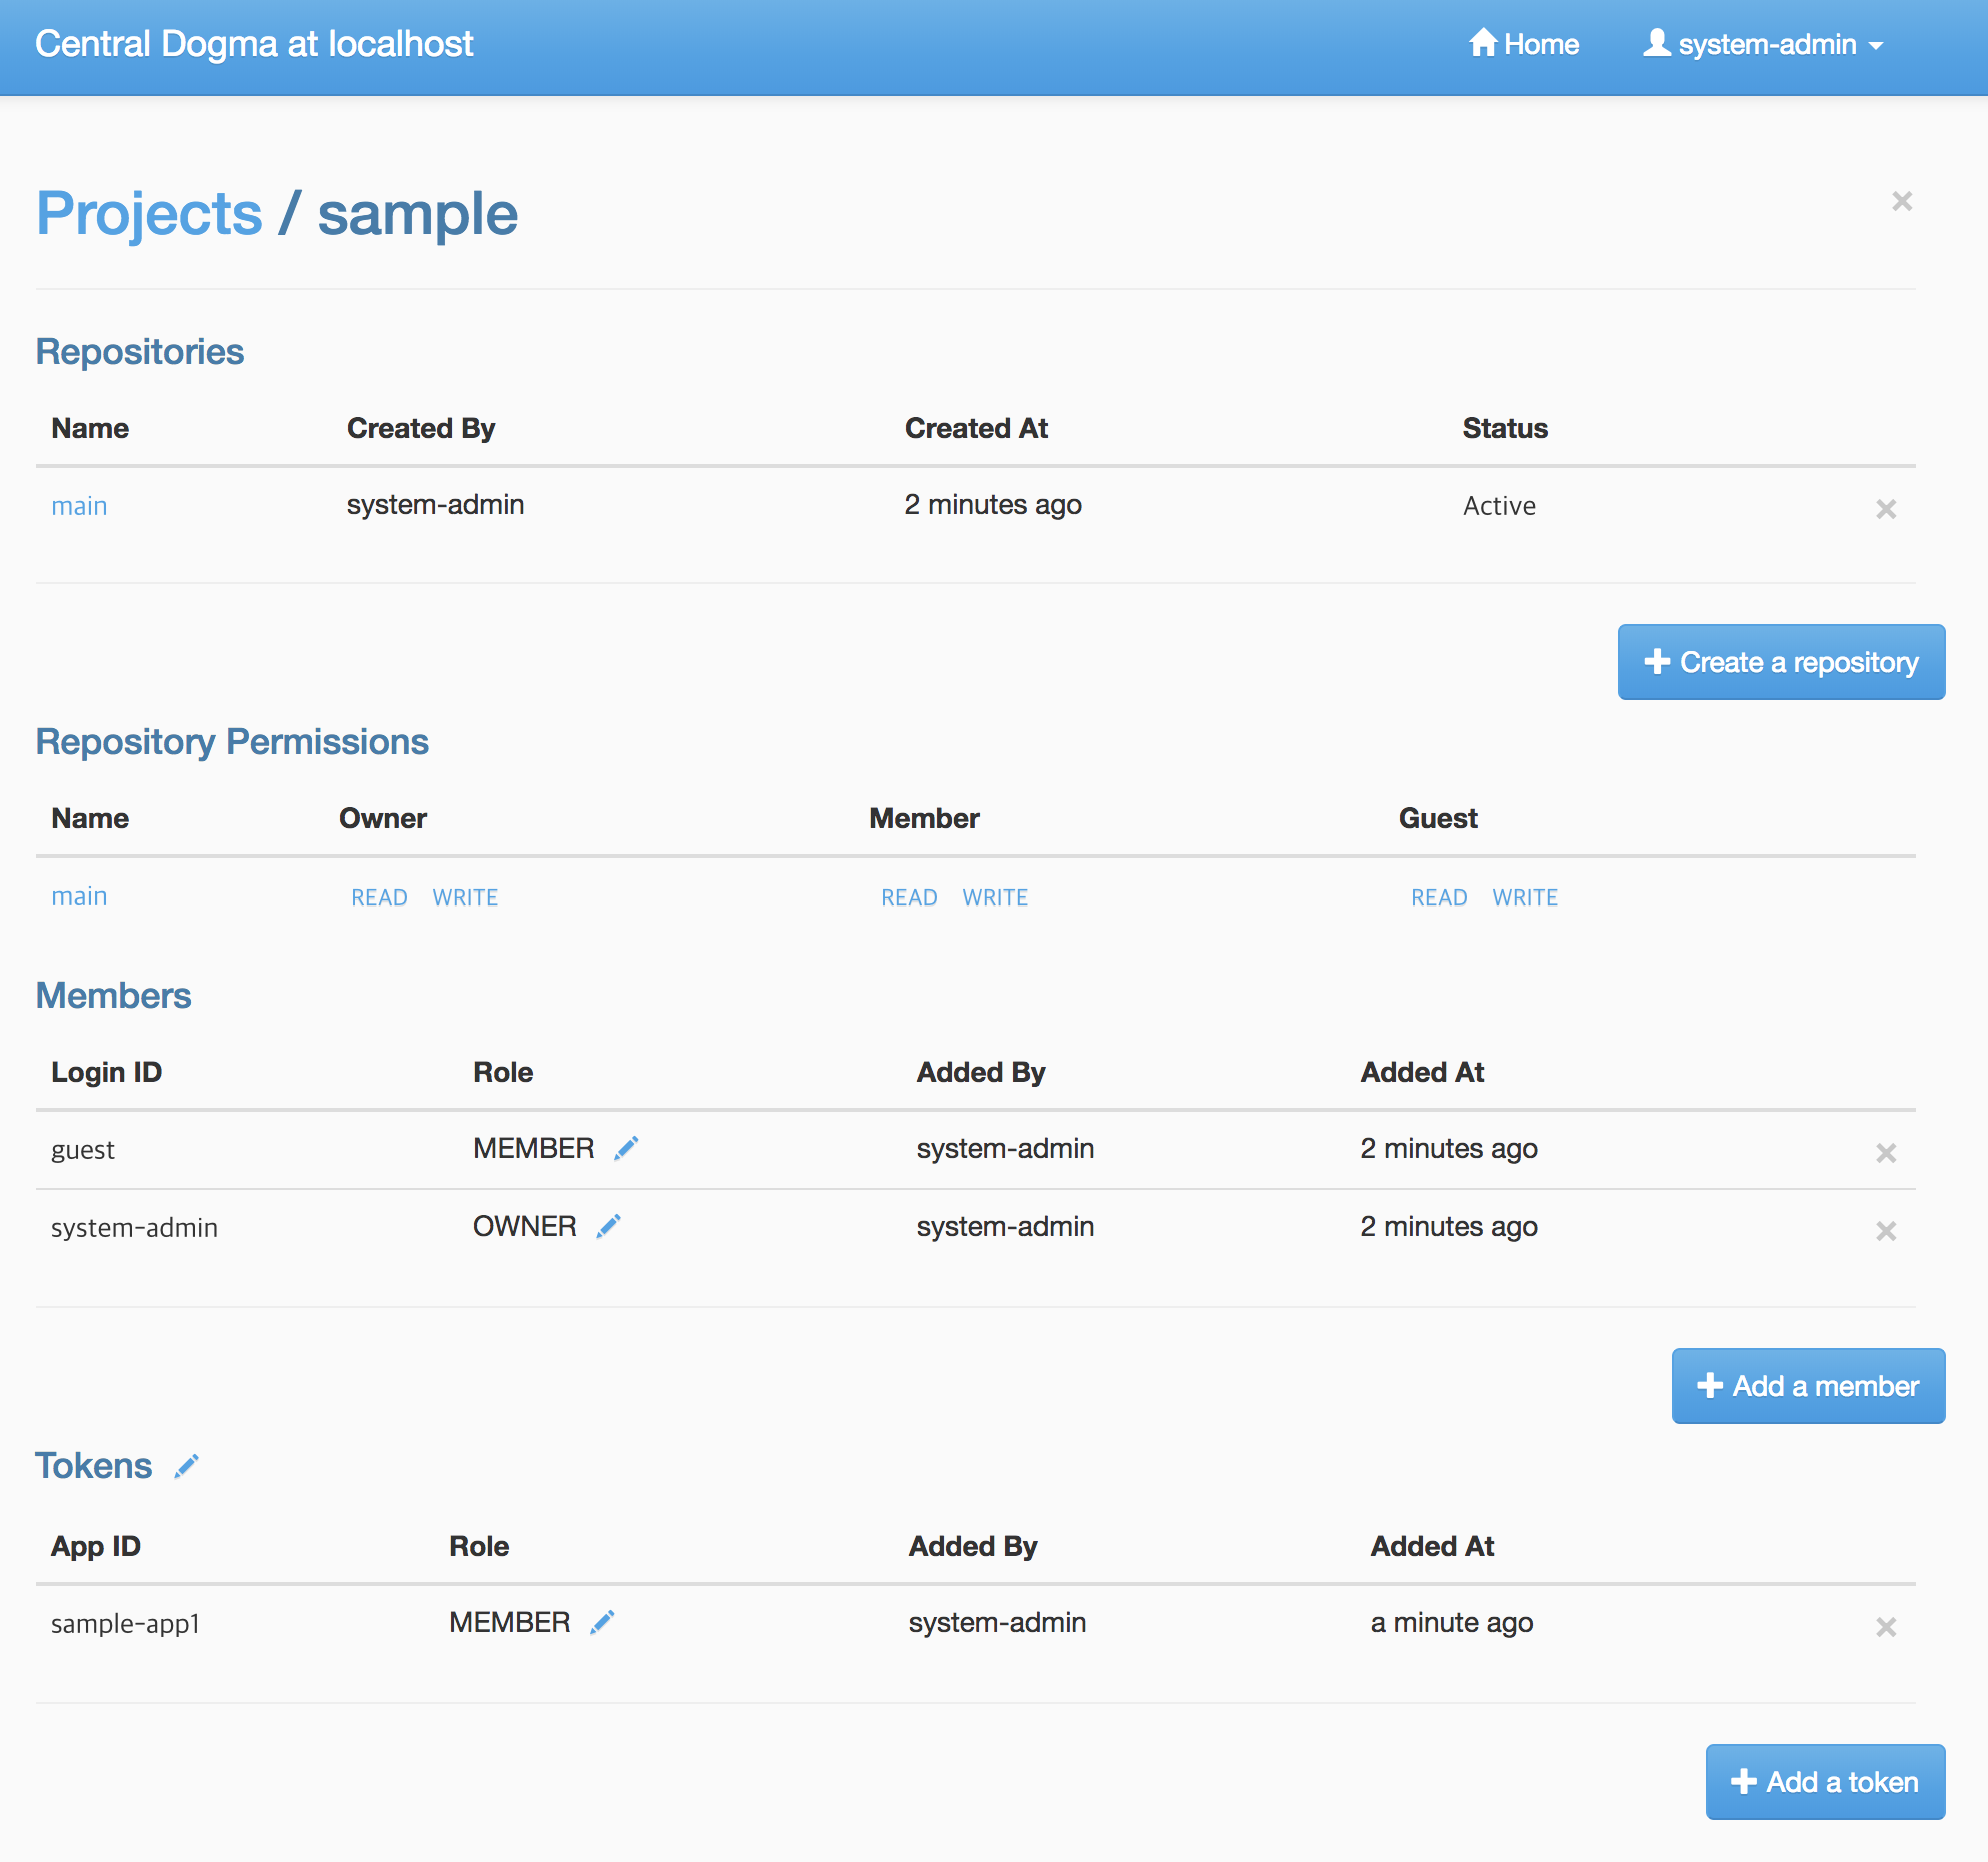 Central Dogma at localhost Home system-admin
Projects / sample
Repositories
Name Created By Created At Status
main system-admin 2 minutes ago Active
Create a repository
Repository Permissions
Name Owner Member Guest
main READ WRITE READ WRITE READ WRITE
Members
Login ID Role Added By Added At
guest MEMBER system-admin 2 minutes ago
system-admin OWNER system-admin 2 minutes ago
Add a member
Tokens
App ID Role Added By Added At
sample-app1 MEMBER system-admin a minute ago
Add a token